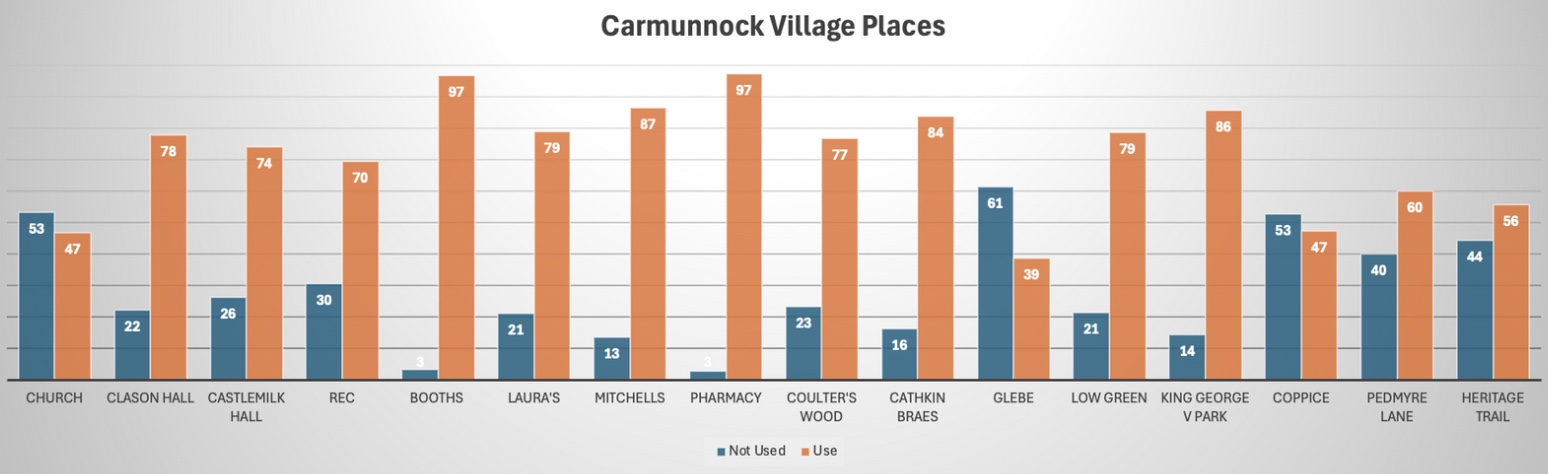 Carmunnock Village Places
53 47 22 78 26 74 30 70 3 97 21 79 13 87 3 97 23 77 16 84 61 39 21 79 14 86 53 47 40 60 44 56
CHURCH CLASON HALL CASTLEMILK REC BOOTHS LAURA'S MITCHELLS PHARMACY COULTER'S CATHKIN GLEBE LOW GREEN KING GEORGE COPPICE PEDMYRE HERITAGE
HALL WOOD BRAES V PARK LANE TRAIL
Not Used Use